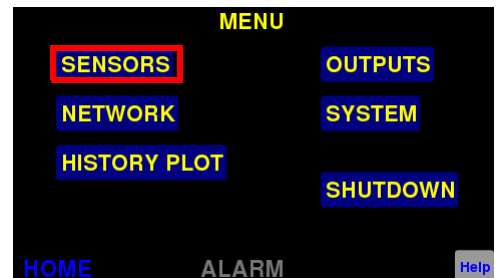 MENU
SENSORS OUTPUTS
NETWORK SYSTEM
HISTORY PLOT
SHUTDOWN
HOME ALARM Help